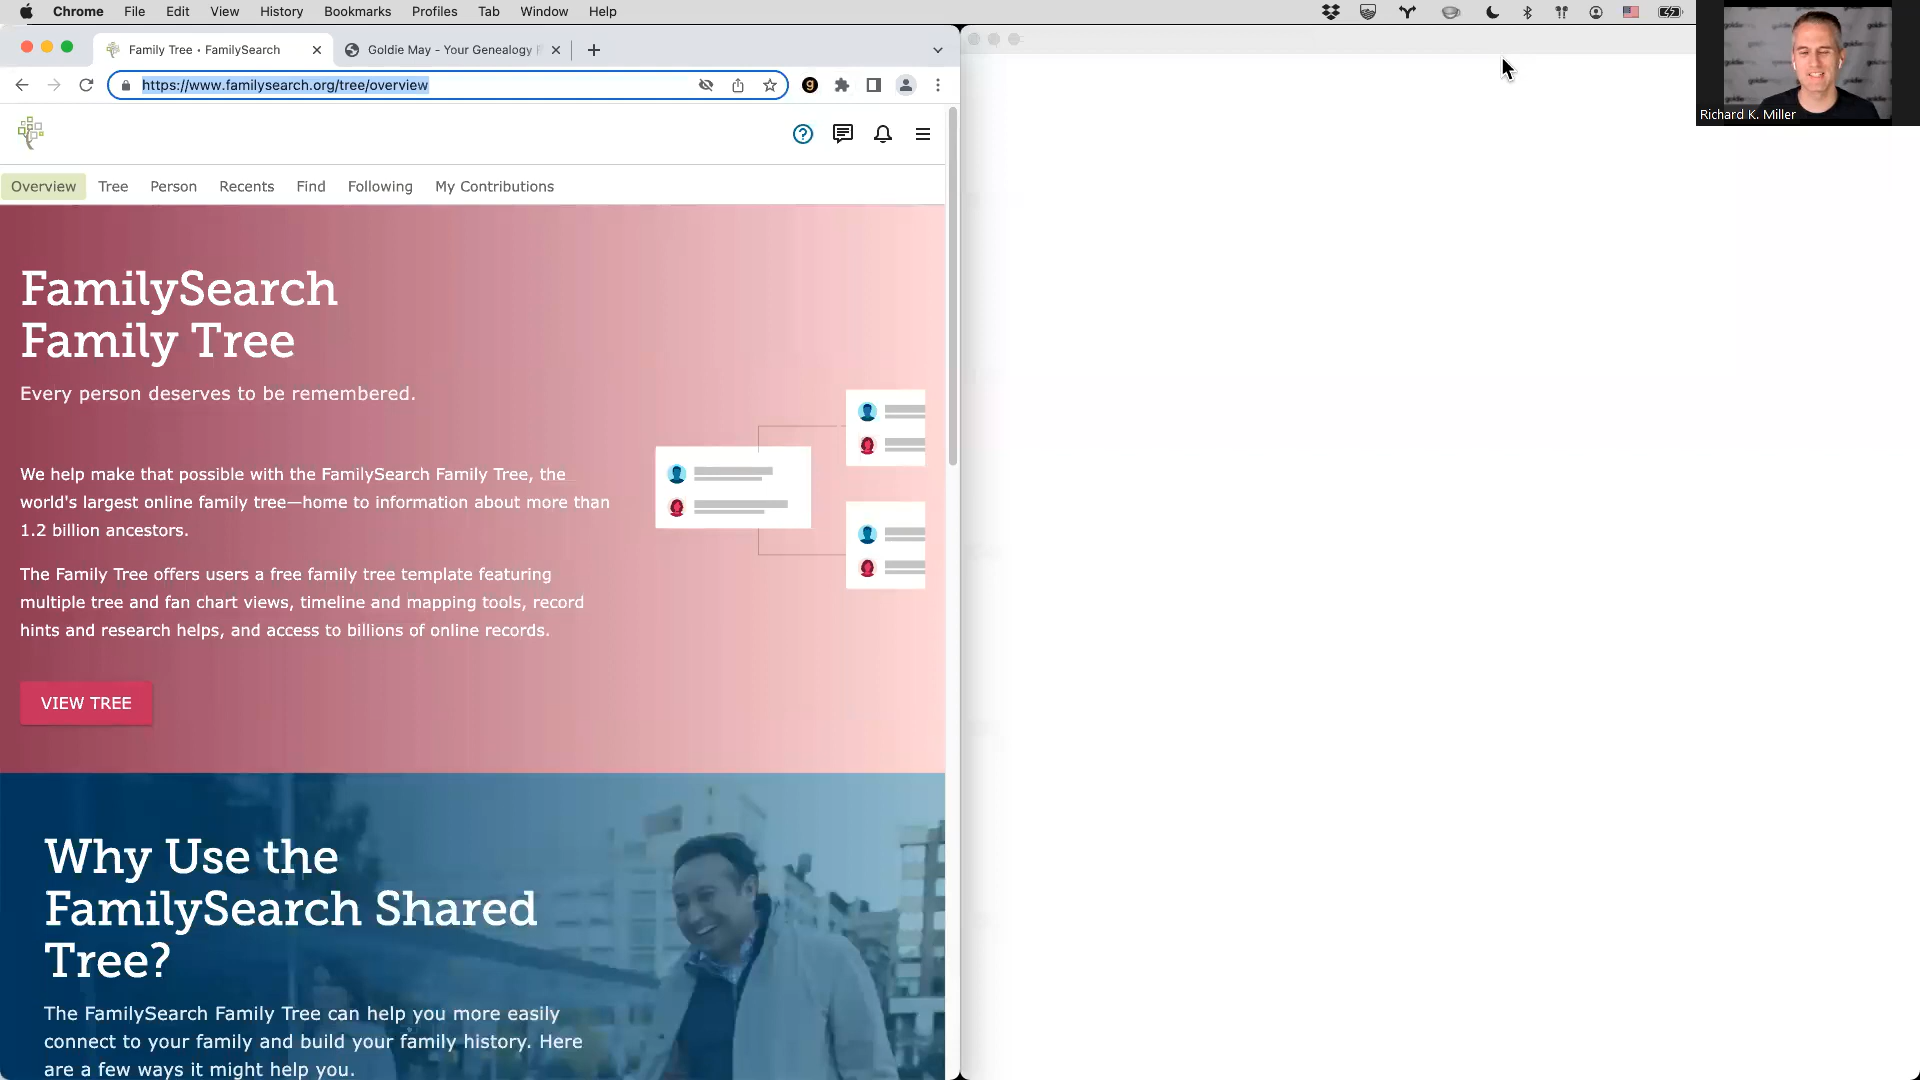 Chrome File Edit View History Bookmarks Profiles Tab Window Help
Family Tree • FamilySearch
Goldie May - Your Genealogy
https://www.familysearch.org/tree/overview
g
Richard K. Miller
Overview Tree Person Recents Find Following My Contributions
FamilySearch
Family Tree
Every person deserves to be remembered.
We help make that possible with the FamilySearch Family Tree, the
world's largest online family tree—home to information about more than
1.2 billion ancestors.
The Family Tree offers users a free family tree template featuring
multiple tree and fan chart views, timeline and mapping tools, record
hints and research helps, and access to billions of online records.
VIEW TREE
Why Use the
FamilySearch Shared
Tree?
The FamilySearch Family Tree can help you more easily
connect to your family and build your family history. Here
are a few ways it might help you.